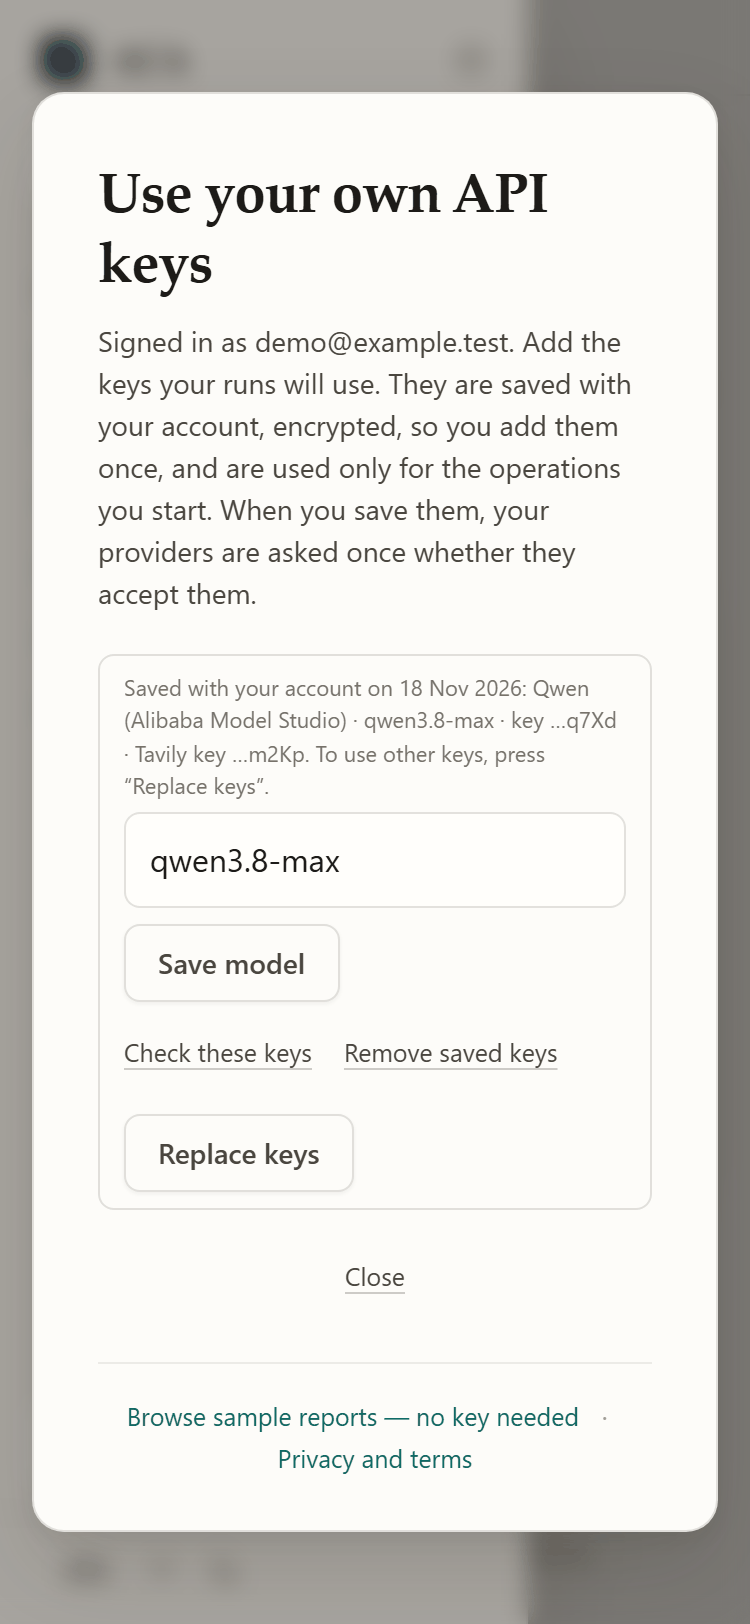 Use your own API
keys
Signed in as demo@example.test. Add the
keys your runs will use. They are saved with
your account, encrypted, so you add them
once, and are used only for the operations
you start. When you save them, your
providers are asked once whether they
accept them.
Saved with your account on 18 Nov 2026: Qwen
(Alibaba Model Studio) · qwen3.8-max · key …q7Xd
· Tavily key …m2Kp. To use other keys, press
“Replace keys”.
qwen3.8-max
Save model
Check these keys Remove saved keys
Replace keys
Close
Browse sample reports — no key needed ·
Privacy and terms